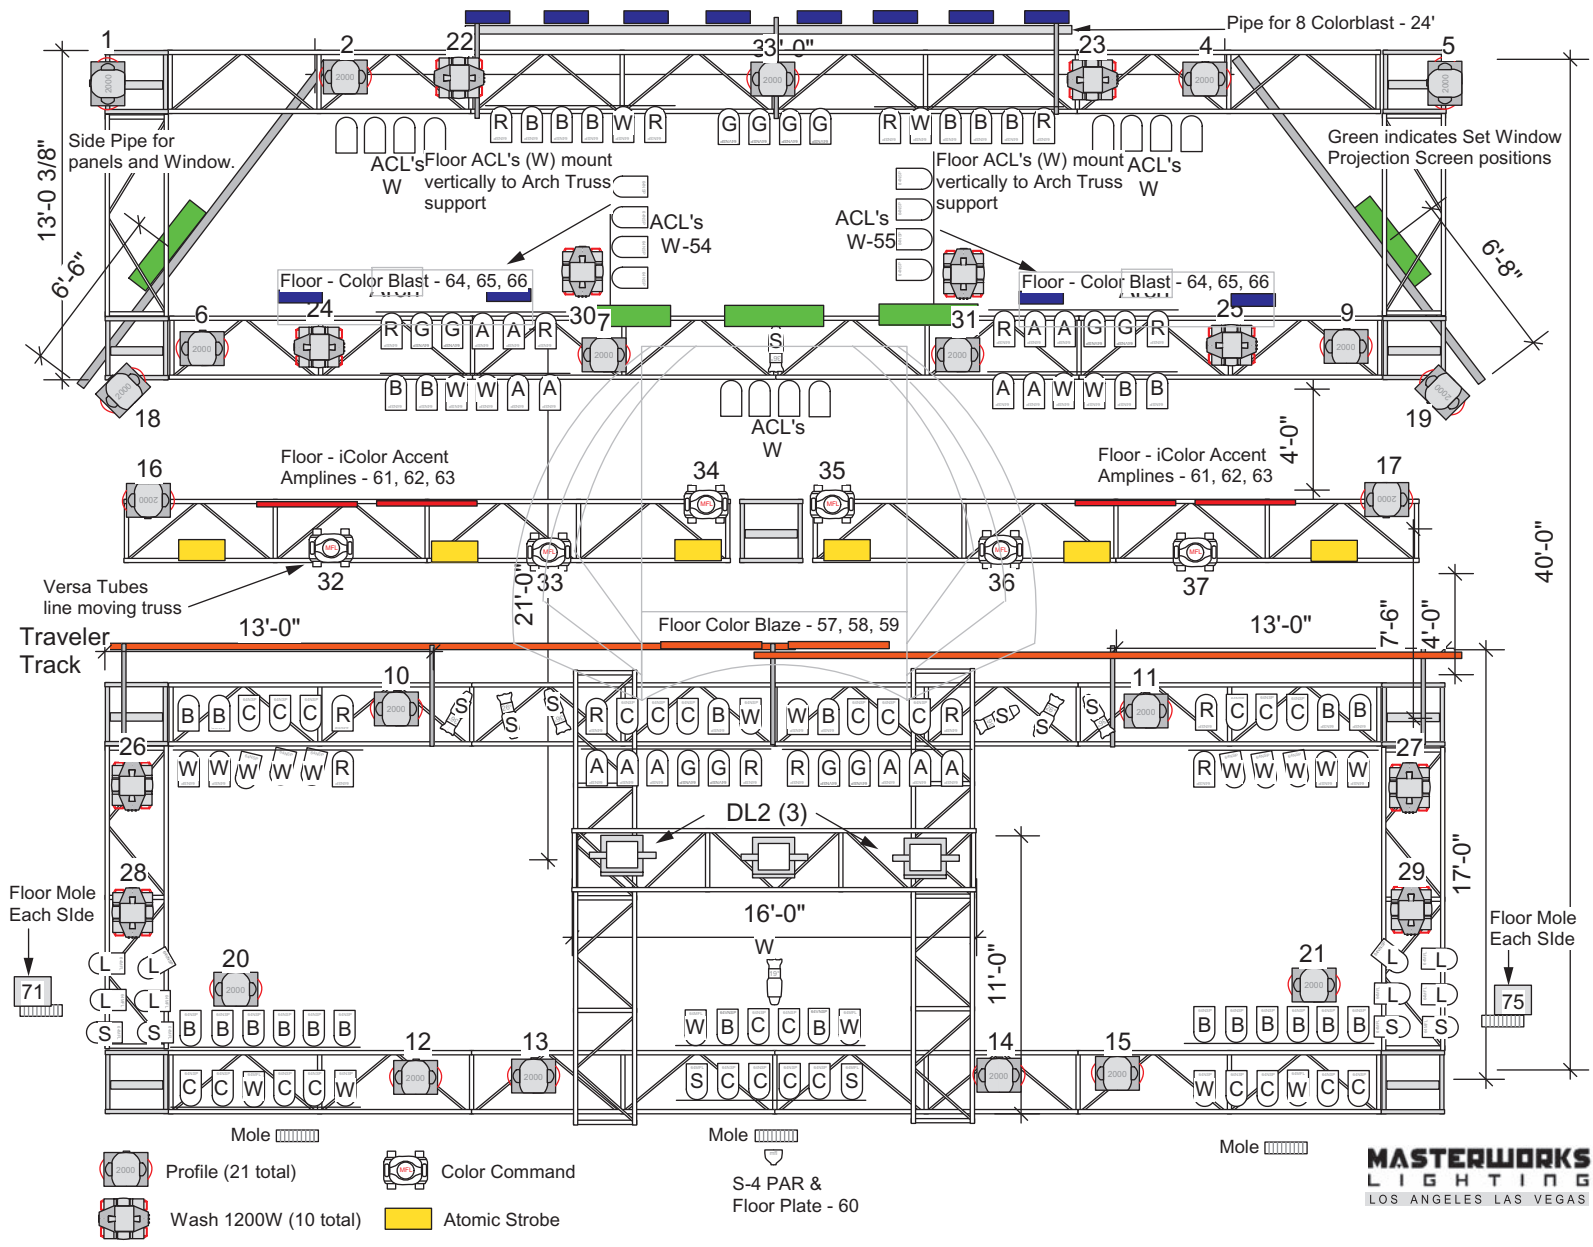 Pipe for 8 Colorblast - 24'
1
2
22
33'-0"
23
4
5
R B B B W R
G G G G
R W B B B R
Side Pipe for
panels and Window.
ACL's
W
Floor ACL's (W) mount
vertically to Arch Truss
support
Floor ACL's (W) mount
vertically to Arch Truss
support
ACL's
W
Green indicates Set Window
Projection Screen positions
13'-0 3/8"
ACL's
W-54
ACL's
W-55
6'-6"
6'-8"
Floor - Color Blast - 64, 65, 66
Floor - Color Blast - 64, 65, 66
6
24
30
7
31
25
9
R G G A A R
S
R A A G G R
B B W W A A
A A W W B B
18
19
ACL's
W
4'-0"
16
Floor - iColor Accent
Amplines - 61, 62, 63
34
35
Floor - iColor Accent
Amplines - 61, 62, 63
17
40'-0"
32
33
36
37
Versa Tubes
line moving truss
21'-0"
7'-6"
4'-0"
Traveler
Track
13'-0"
Floor Color Blaze - 57, 58, 59
13'-0"
10
11
B B C C C R
S S S
R C C C B W
W B C C C R
S S S
R C C C B B
26
27
W W W W W R
A A A G G R
R G G A A A
R W W W W W
DL2 (3)
28
29
17'-0"
Floor Mole
Each SIde
16'-0"
Floor Mole
Each SIde
W
11'-0"
L L
L L
71
20
21
L
L L
75
S S
B B B B B B
W B C C B W
B B B B B B
S S
12
13
14
15
C C W C C W
S C C C C S
W C C W C C
Mole
Mole
Mole
2000
Profile (21 total)
MFL
Color Command
S-4 PAR &
Floor Plate - 60
Wash 1200W (10 total)
Atomic Strobe
MASTERWORKS
LIGHTING
LOS ANGELES LAS VEGAS